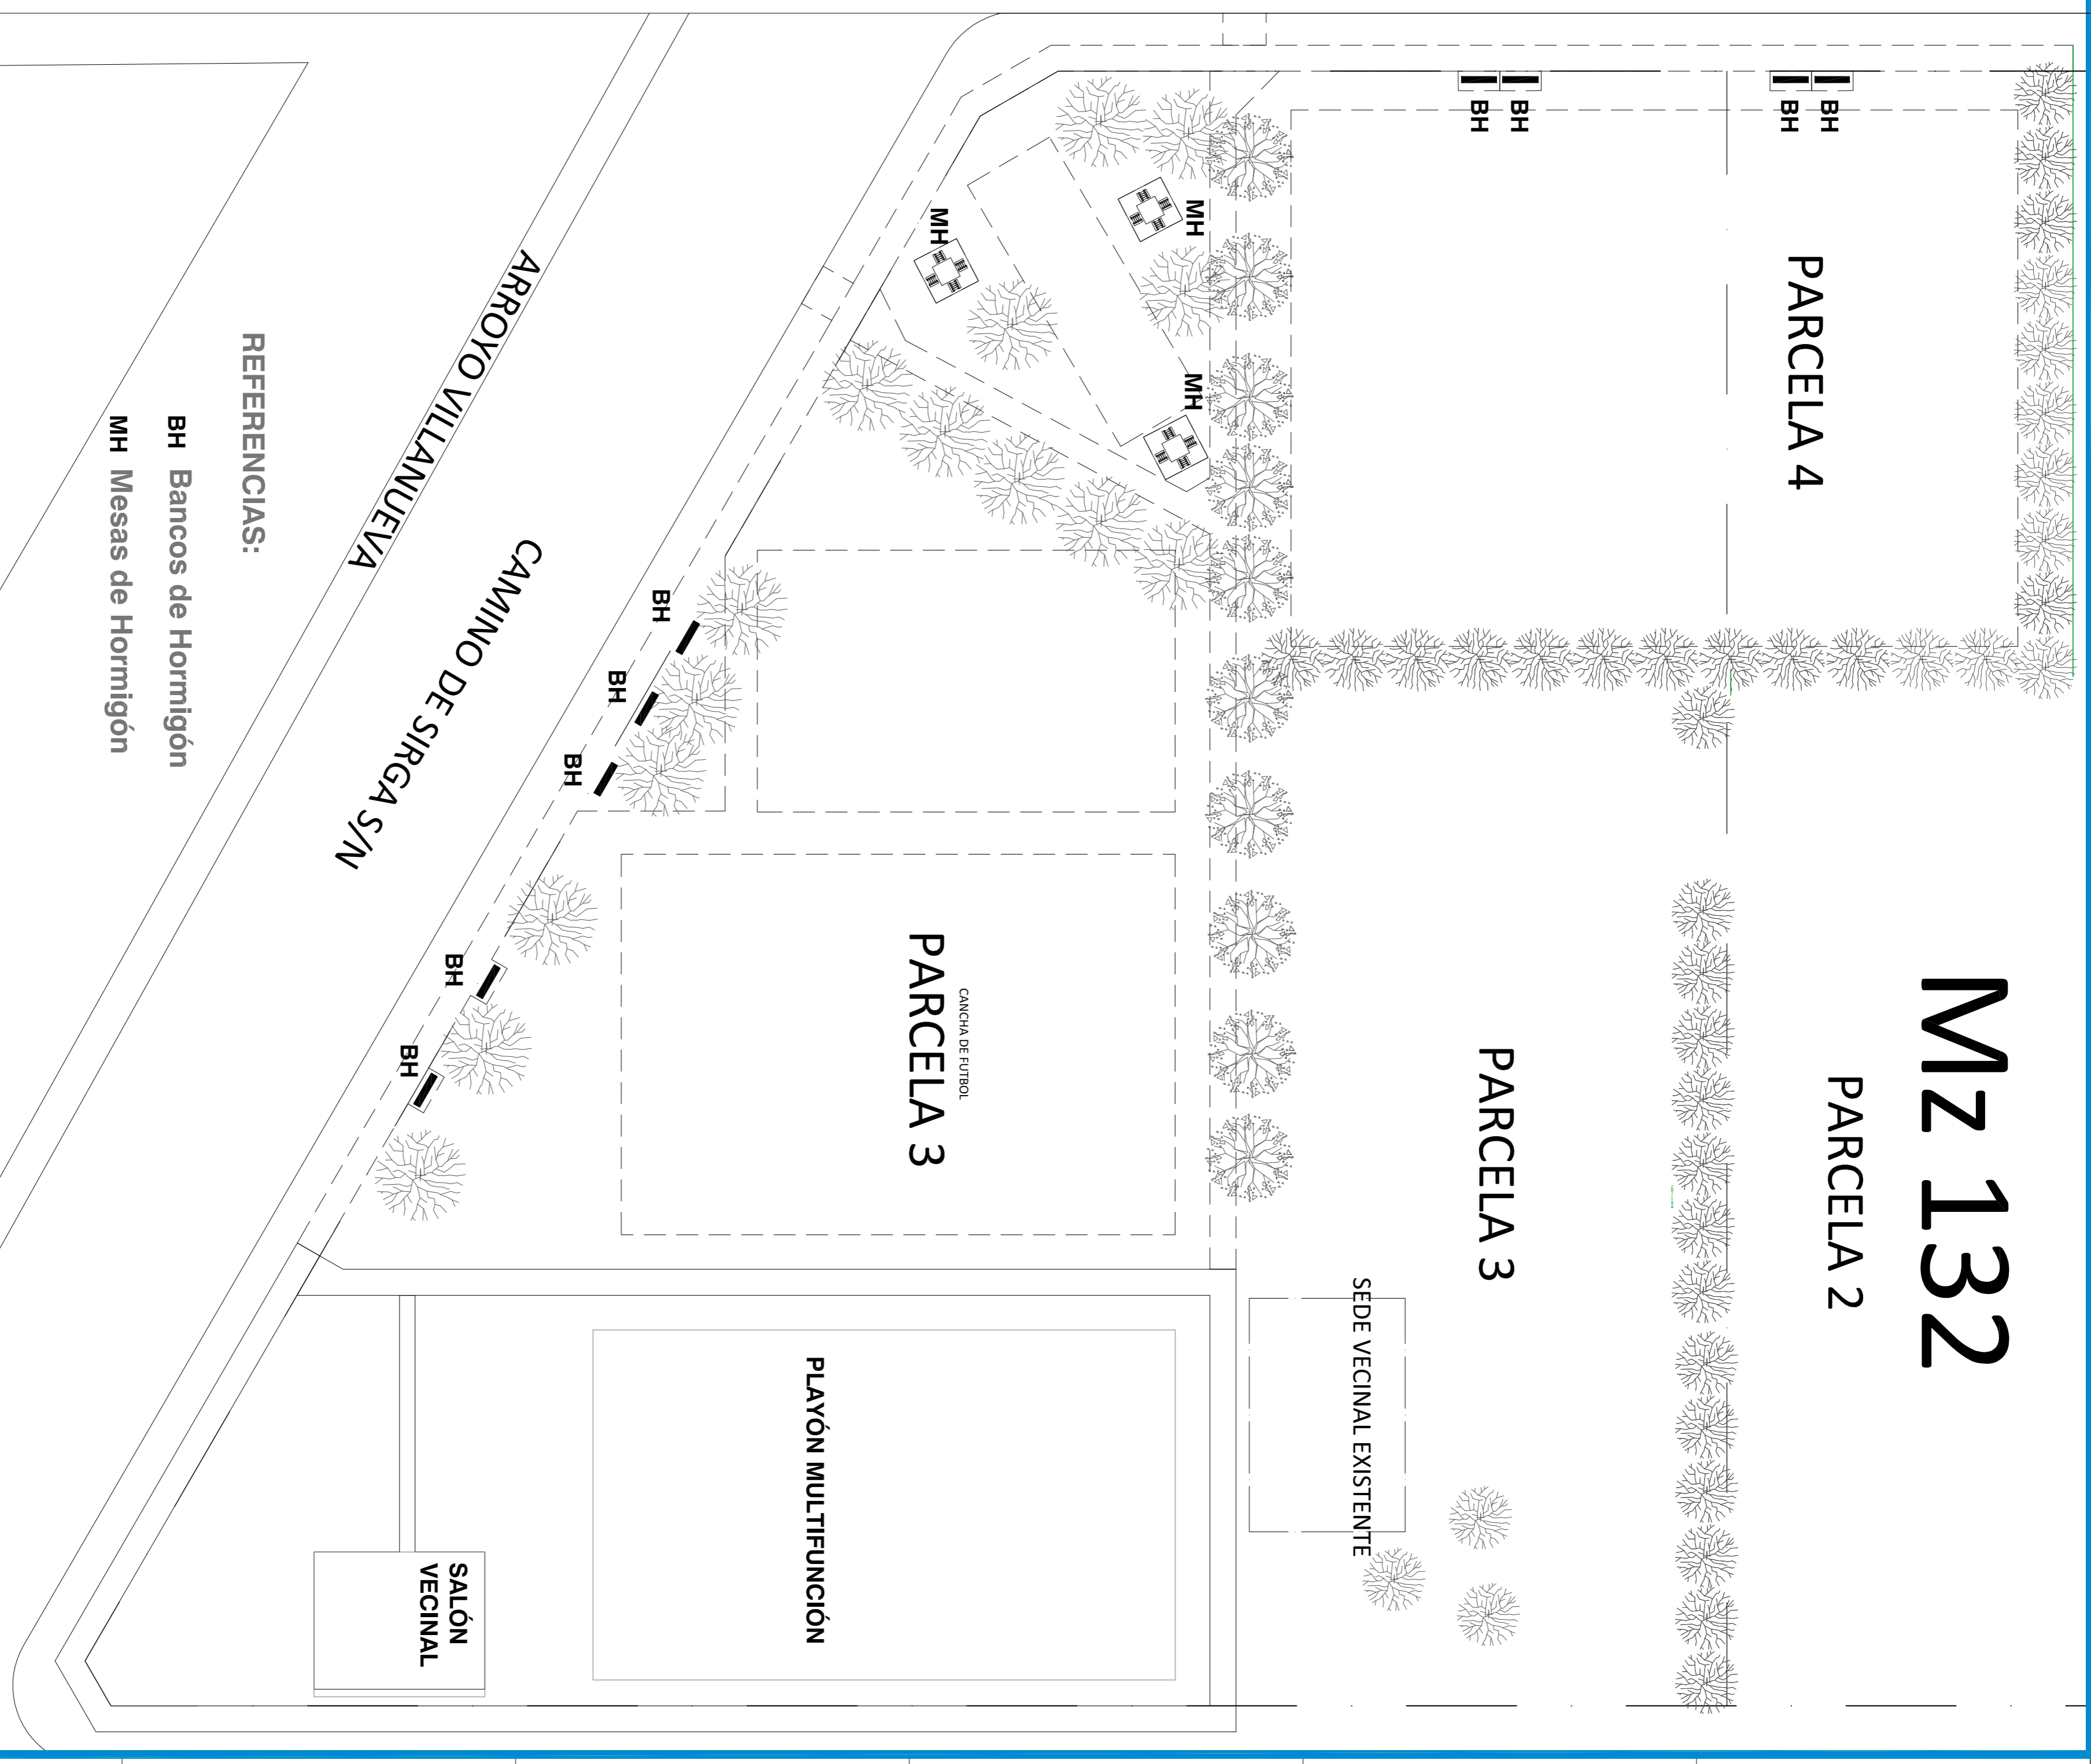 Mz 132
PARCELA 2
PARCELA 4
BH
BH
BH
BH
PARCELA 3
SEDE VECINAL EXISTENTE
MH
MH
MH
CANCHA DE FUTBOL
PARCELA 3
PLAYÓN MULTIFUNCIÓN
BH
BH
BH
BH
BH
SALÓN
VECINAL
CAMINO DE SIRGA S/N
ARROYO VILLANUEVA
REFERENCIAS:
BH Bancos de Hormigón
MH Mesas de Hormigón